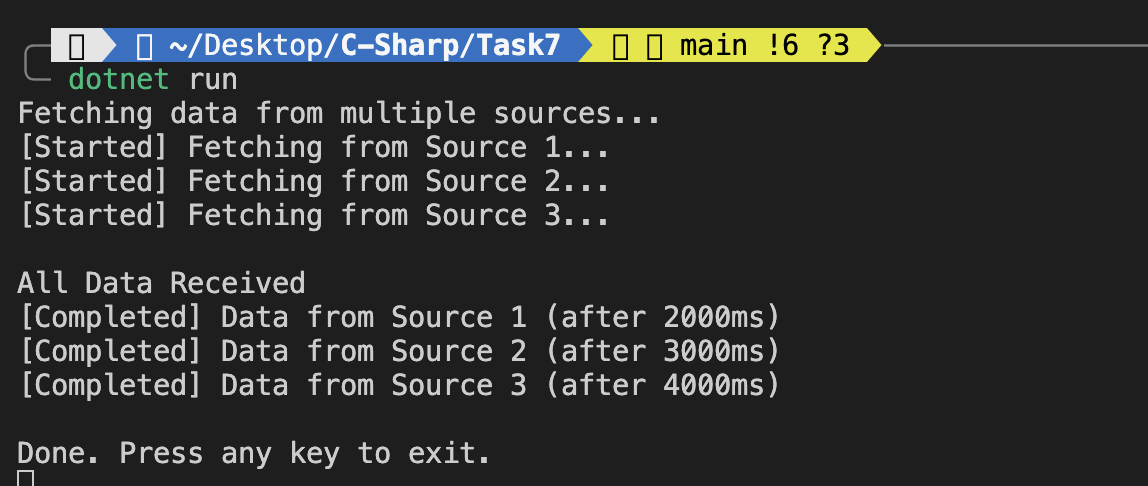 ~/Desktop/C-Sharp/Task7 main !6 ?3
dotnet run
Fetching data from multiple sources...
[Started] Fetching from Source 1...
[Started] Fetching from Source 2...
[Started] Fetching from Source 3...
All Data Received
[Completed] Data from Source 1 (after 2000ms)
[Completed] Data from Source 2 (after 3000ms)
[Completed] Data from Source 3 (after 4000ms)
Done. Press any key to exit.